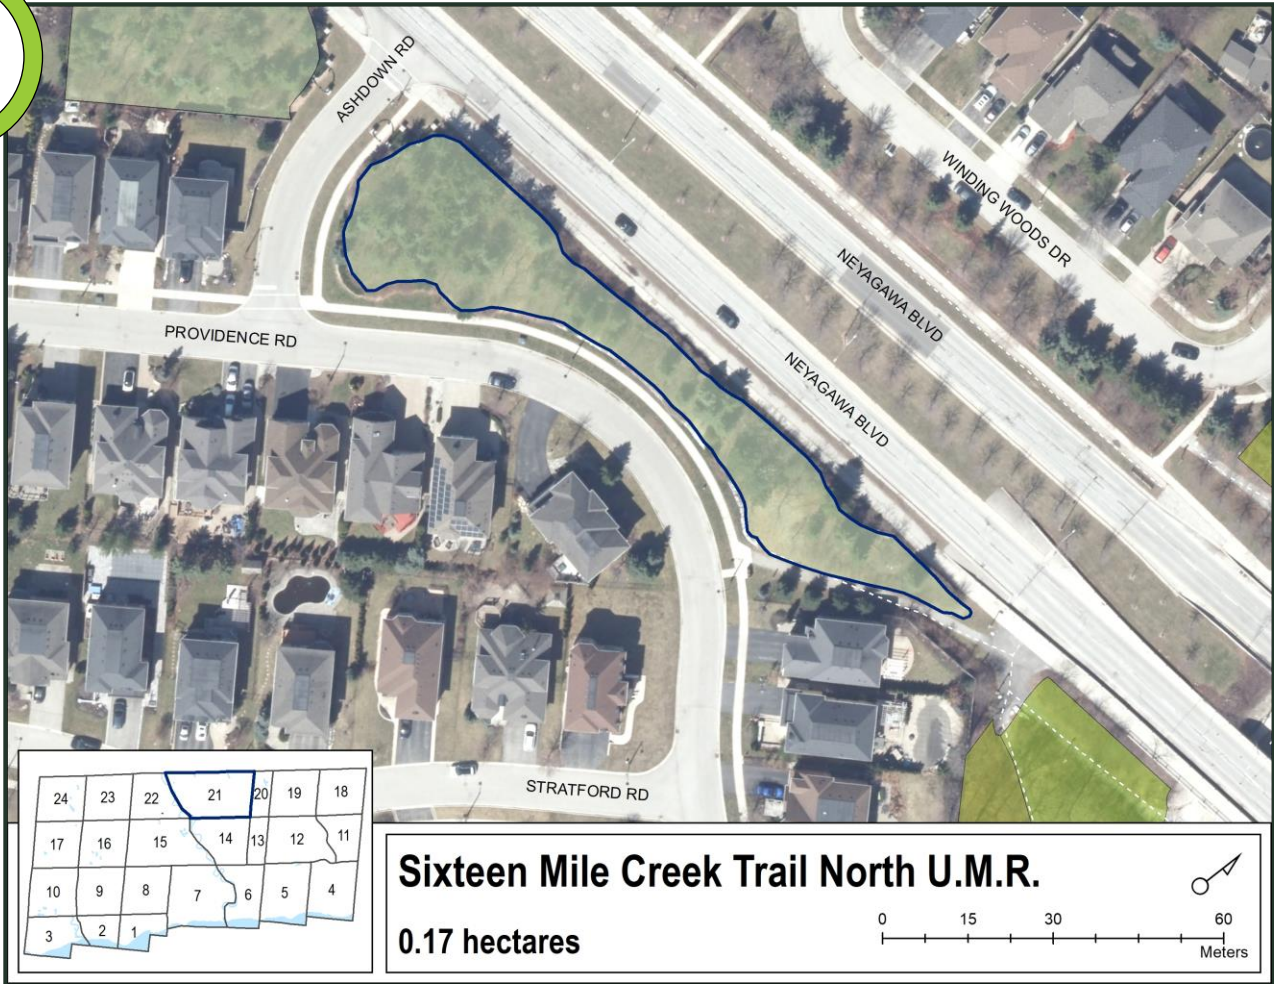 ASHDOWN RD
WINDING WOODS DR
NEYAGAWA BLVD
PROVIDENCE RD
NEYAGAWA BLVD
STRATFORD RD
24 23 22 21 20 19 18
17 16 15 14 13 12 11
10 9 8 7 6 5 4
3 2 1
Sixteen Mile Creek Trail North U.M.R.
0.17 hectares
0 15 30 60
Meters